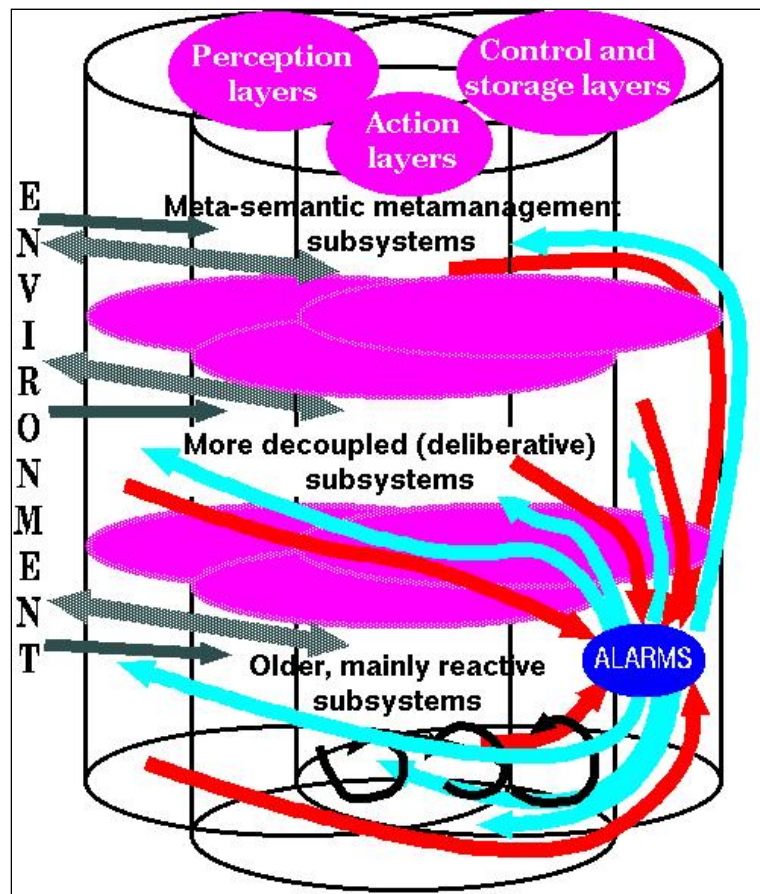 Perception
layers
Control and
storage layers
Action
layers
ENVIRONMENT
Meta-semantic metamanagement
subsystems
More decoupled (deliberative)
subsystems
Older, mainly reactive
subsystems
ALARMS